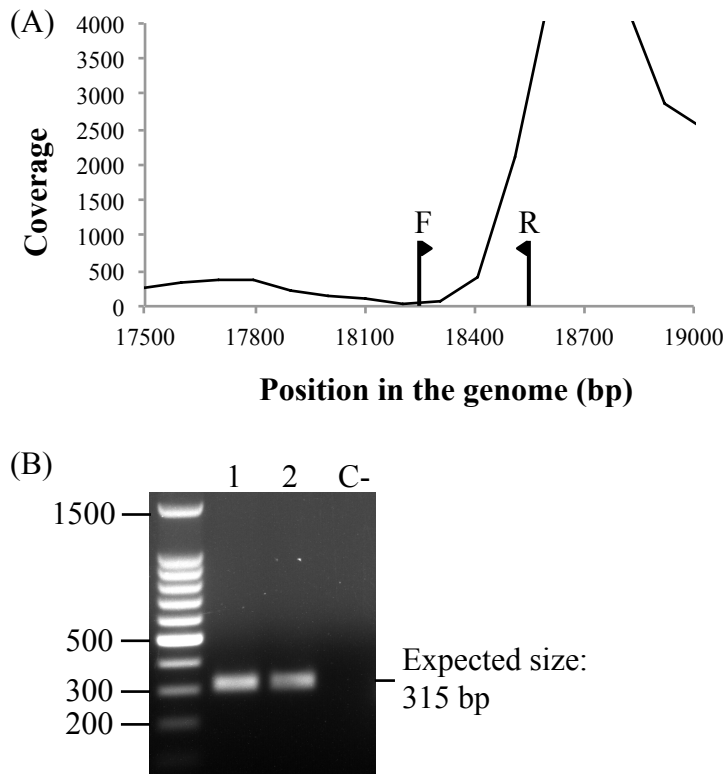 (A)
Coverage
4000
3500
3000
2500
2000
1500
1000
500
0
F R
17500 17800 18100 18400 18700 19000
Position in the genome (bp)
(B)
1 2 C-
1500
500
300
200
Expected size:
315 bp